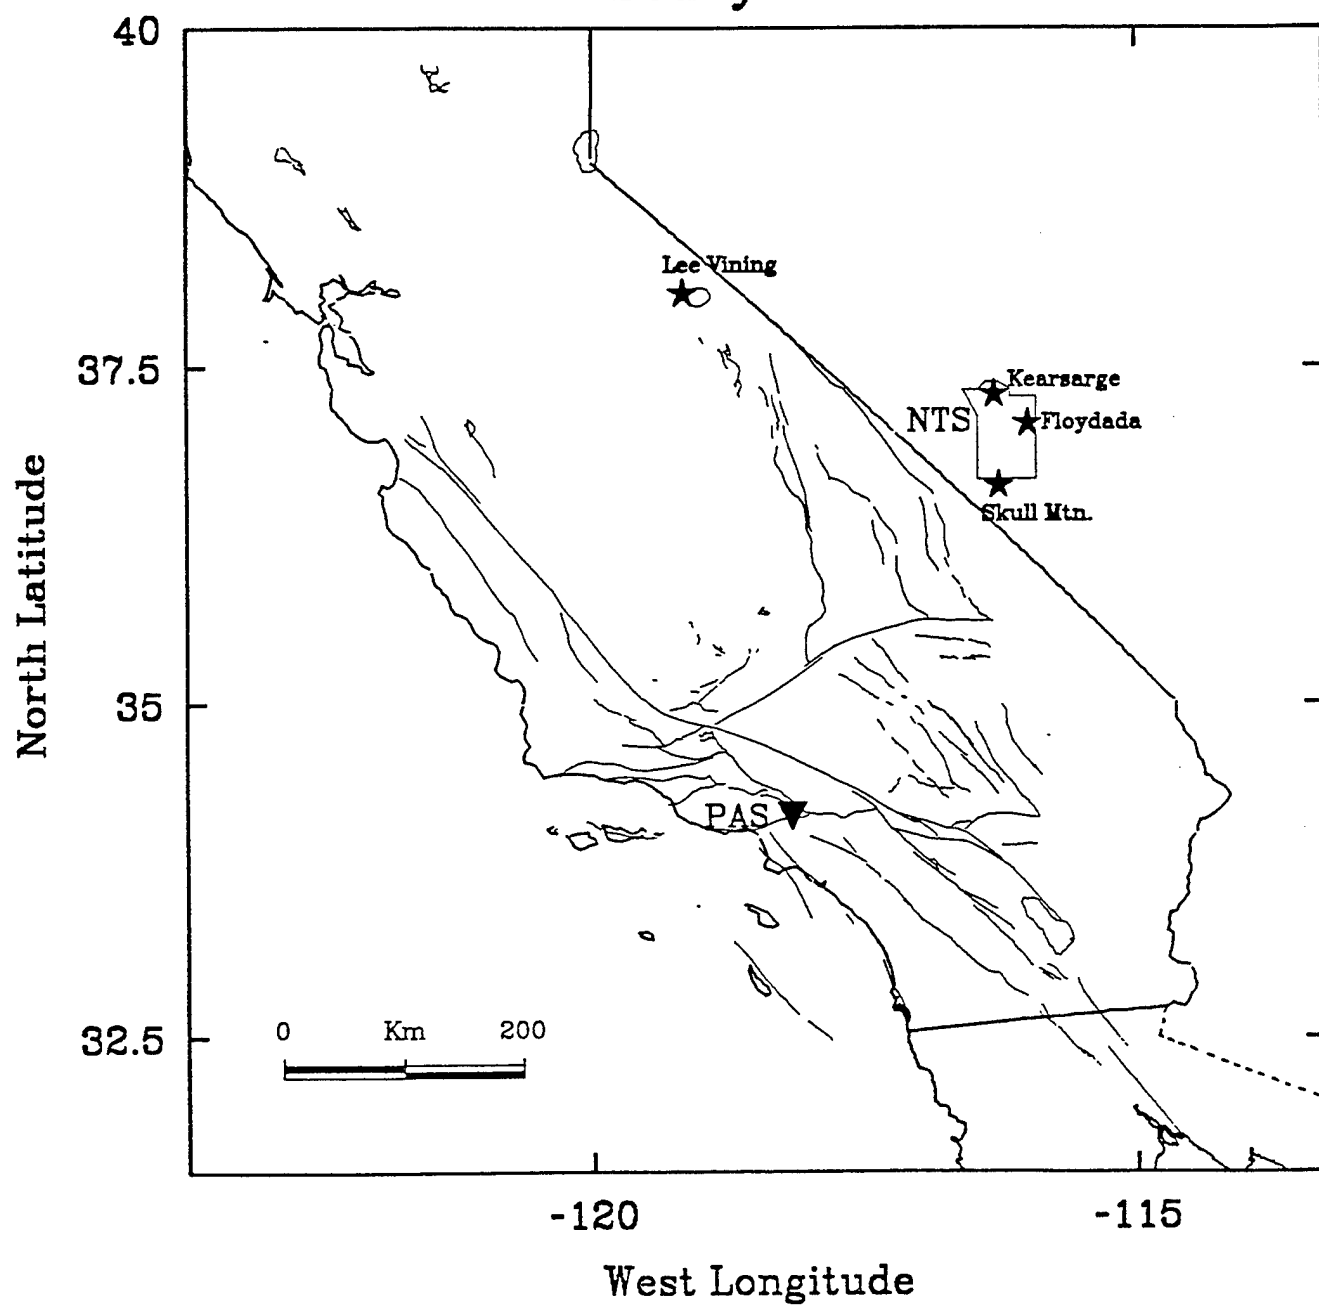 40
Lee Vining
37.5
Kearsarge
NTS
Floydada
Skull Mtn.
North Latitude
35
PAS
0 Km 200
32.5
-120
-115
West Longitude